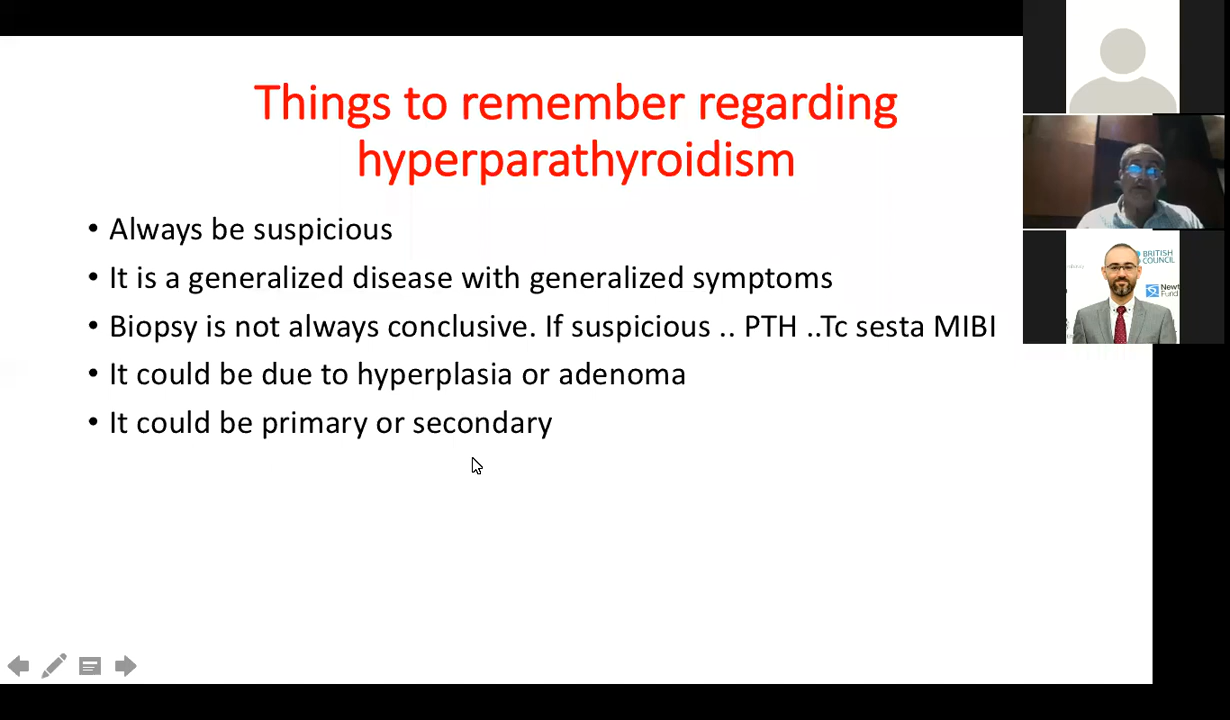 Things to remember regarding
hyperparathyroidism
• Always be suspicious
• It is a generalized disease with generalized symptoms
• Biopsy is not always conclusive. If suspicious .. PTH ..Tc sesta MIBI
• It could be due to hyperplasia or adenoma
• It could be primary or secondary
BRITISH
COUNCIL
Fund